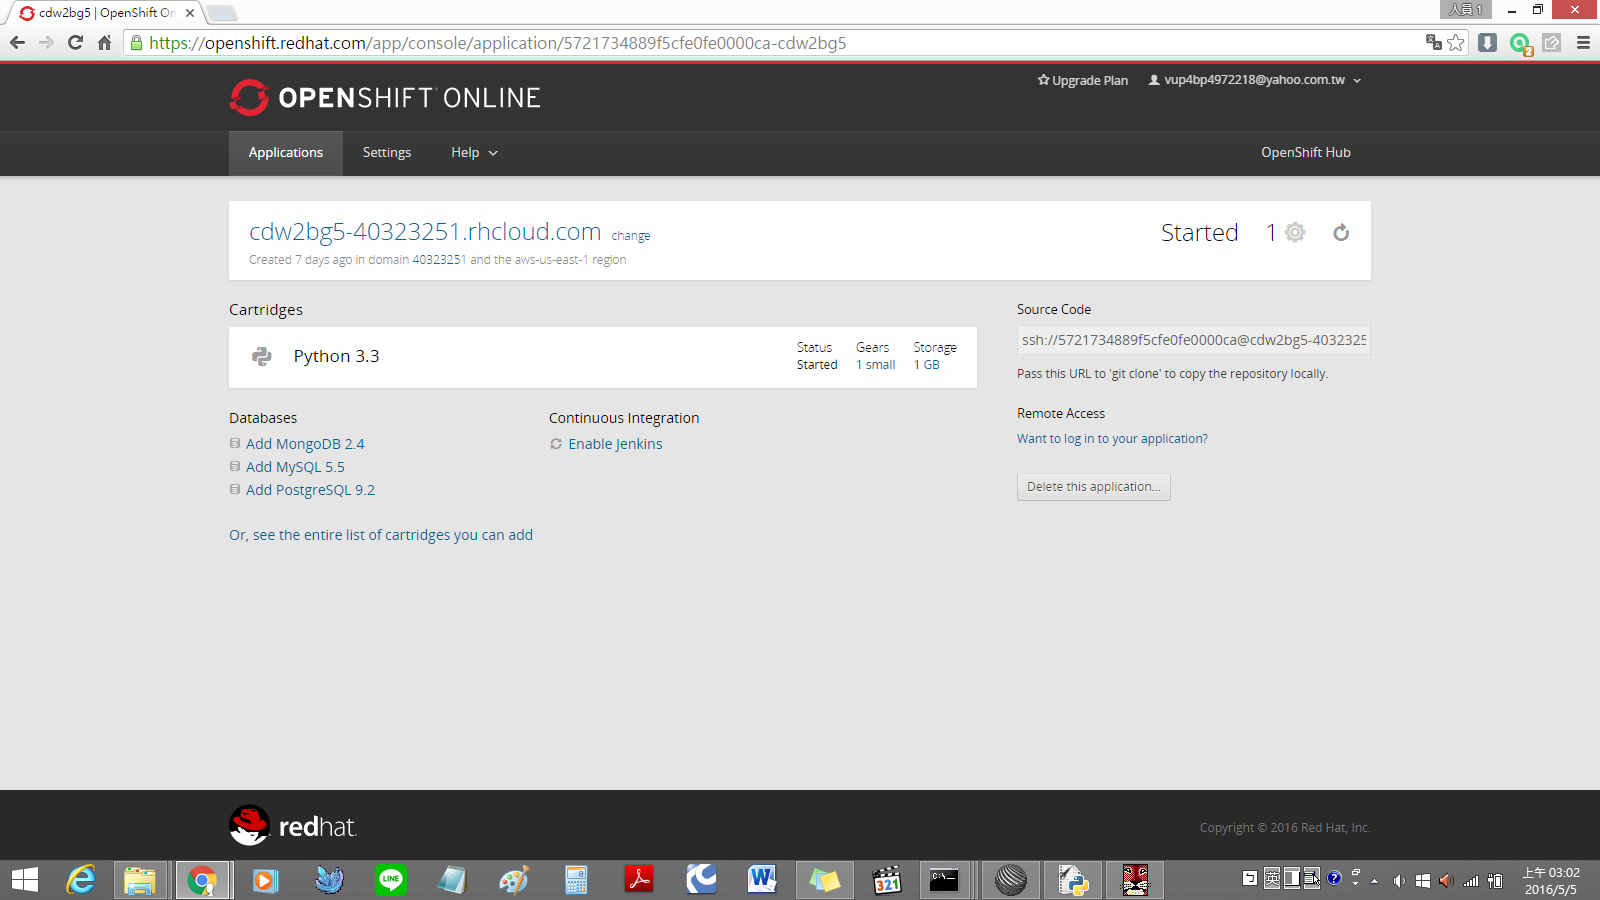 cdw2bg5 | OpenShift On
人員 1
https://openshift.redhat.com/app/console/application/5721734889f5cfe0fe0000ca-cdw2bg5
Upgrade Plan
vup4bp4972218@yahoo.com.tw
OPENSHIFT ONLINE
Applications
Settings
Help
OpenShift Hub
cdw2bg5-40323251.rhcloud.com change
Started 1
Created 7 days ago in domain 40323251 and the aws-us-east-1 region
Cartridges
Python 3.3
Status Gears Storage
Started 1 small 1 GB
Databases
Add MongoDB 2.4
Add MySQL 5.5
Add PostgreSQL 9.2
Continuous Integration
Enable Jenkins
Or, see the entire list of cartridges you can add
Source Code
ssh://5721734889f5cfe0fe0000ca@cdw2bg5-4032325
Pass this URL to 'git clone' to copy the repository locally.
Remote Access
Want to log in to your application?
Delete this application...
redhat.
Copyright © 2016 Red Hat, Inc.
LINE
321
C:\
英
上午 03:02
2016/5/5